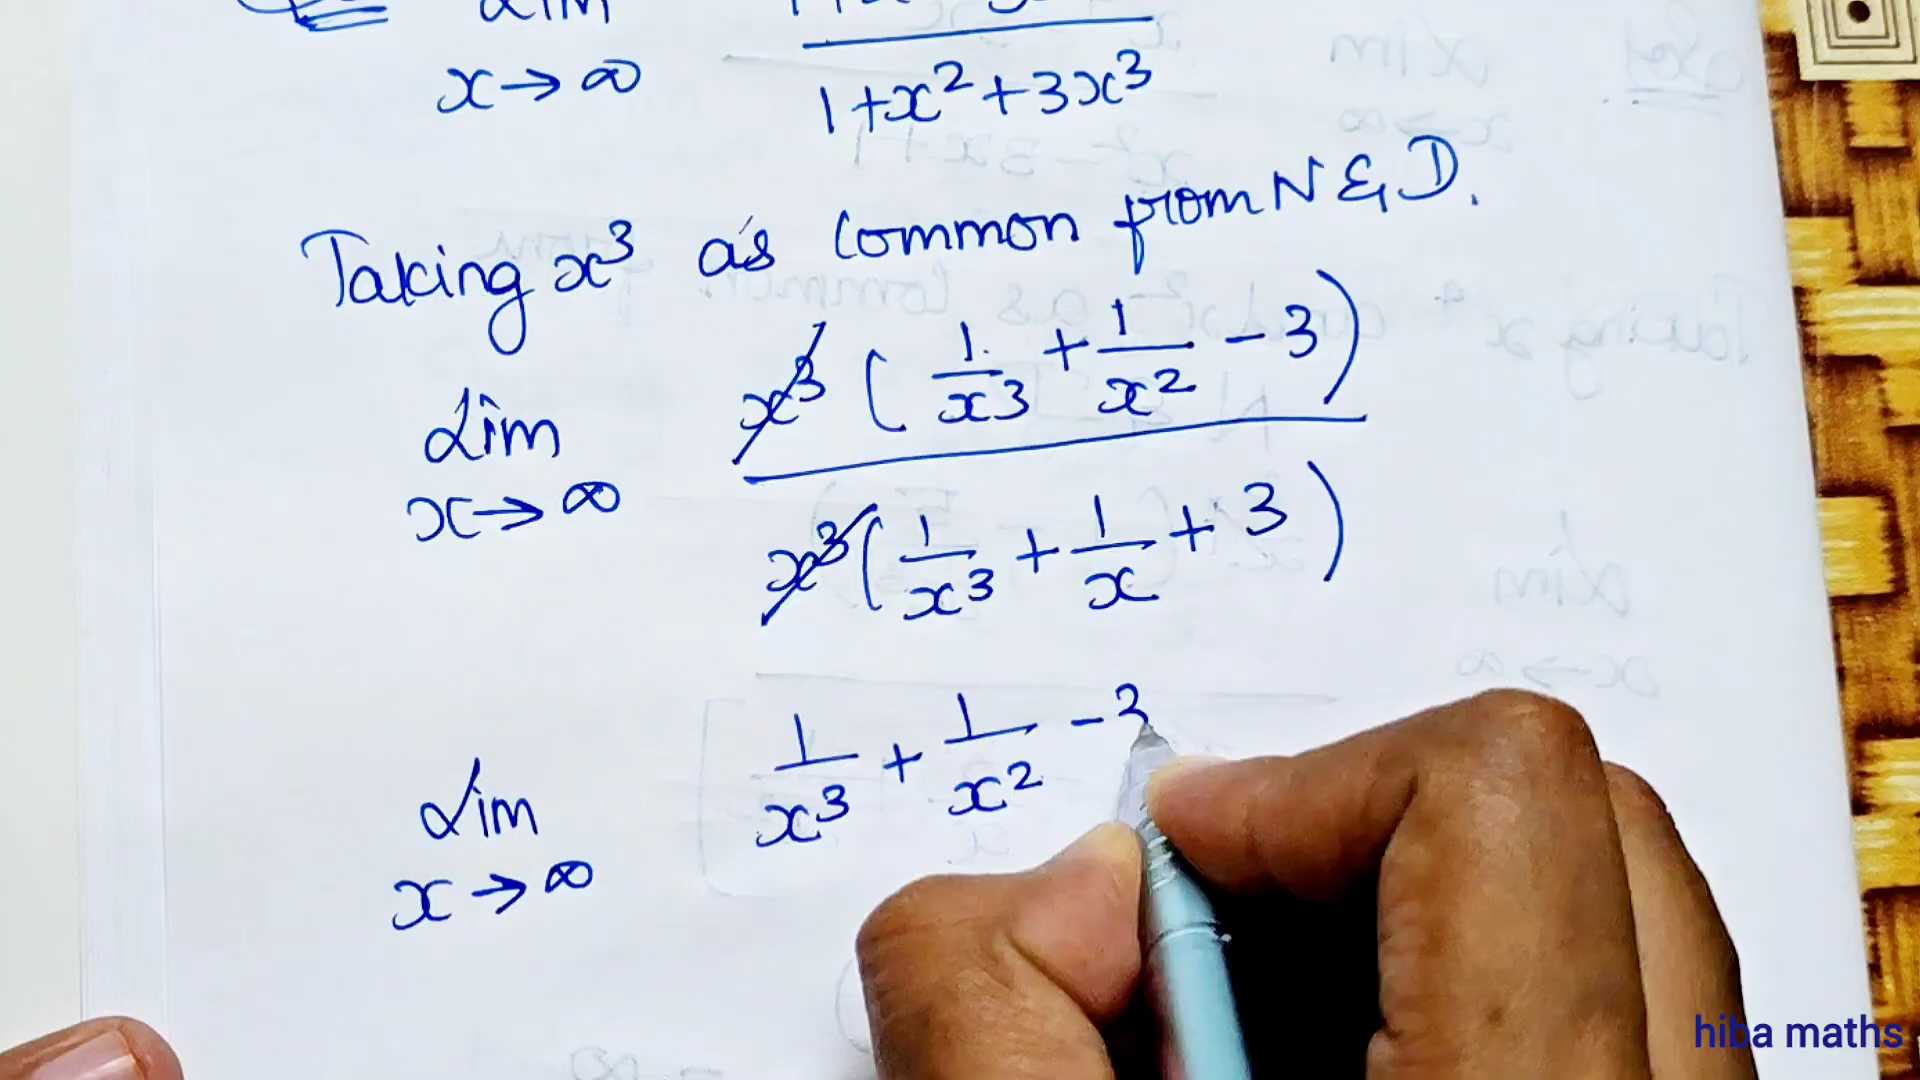 Lim
x → ∞ 1+x²+3x³
Taking x³ as common from N & D.
Lim x³ ( 1/x³ + 1/x² - 3 )
x → ∞ x³ ( 1/x³ + 1/x + 3 )
Lim 1/x³ + 1/x² - 3
x → ∞
hiba maths